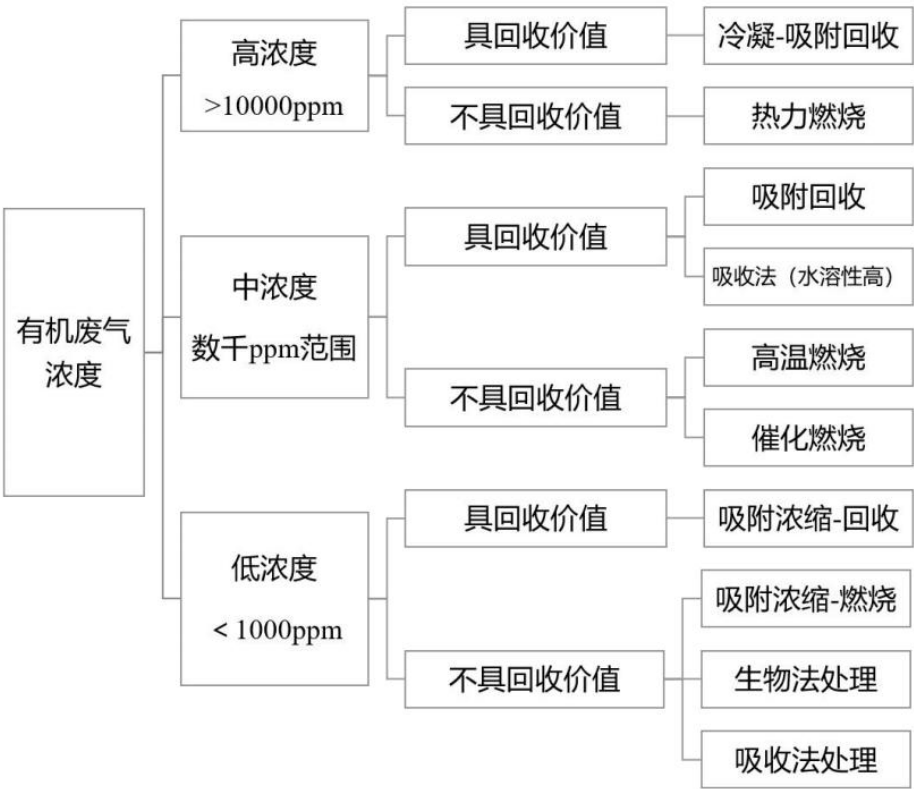 有机废气
浓度
高浓度
>10000ppm
具回收价值
冷凝-吸附回收
不具回收价值
热力燃烧
中浓度
数千ppm范围
具回收价值
吸附回收
吸收法（水溶性高）
不具回收价值
高温燃烧
催化燃烧
低浓度
< 1000ppm
具回收价值
吸附浓缩-回收
不具回收价值
吸附浓缩-燃烧
生物法处理
吸收法处理